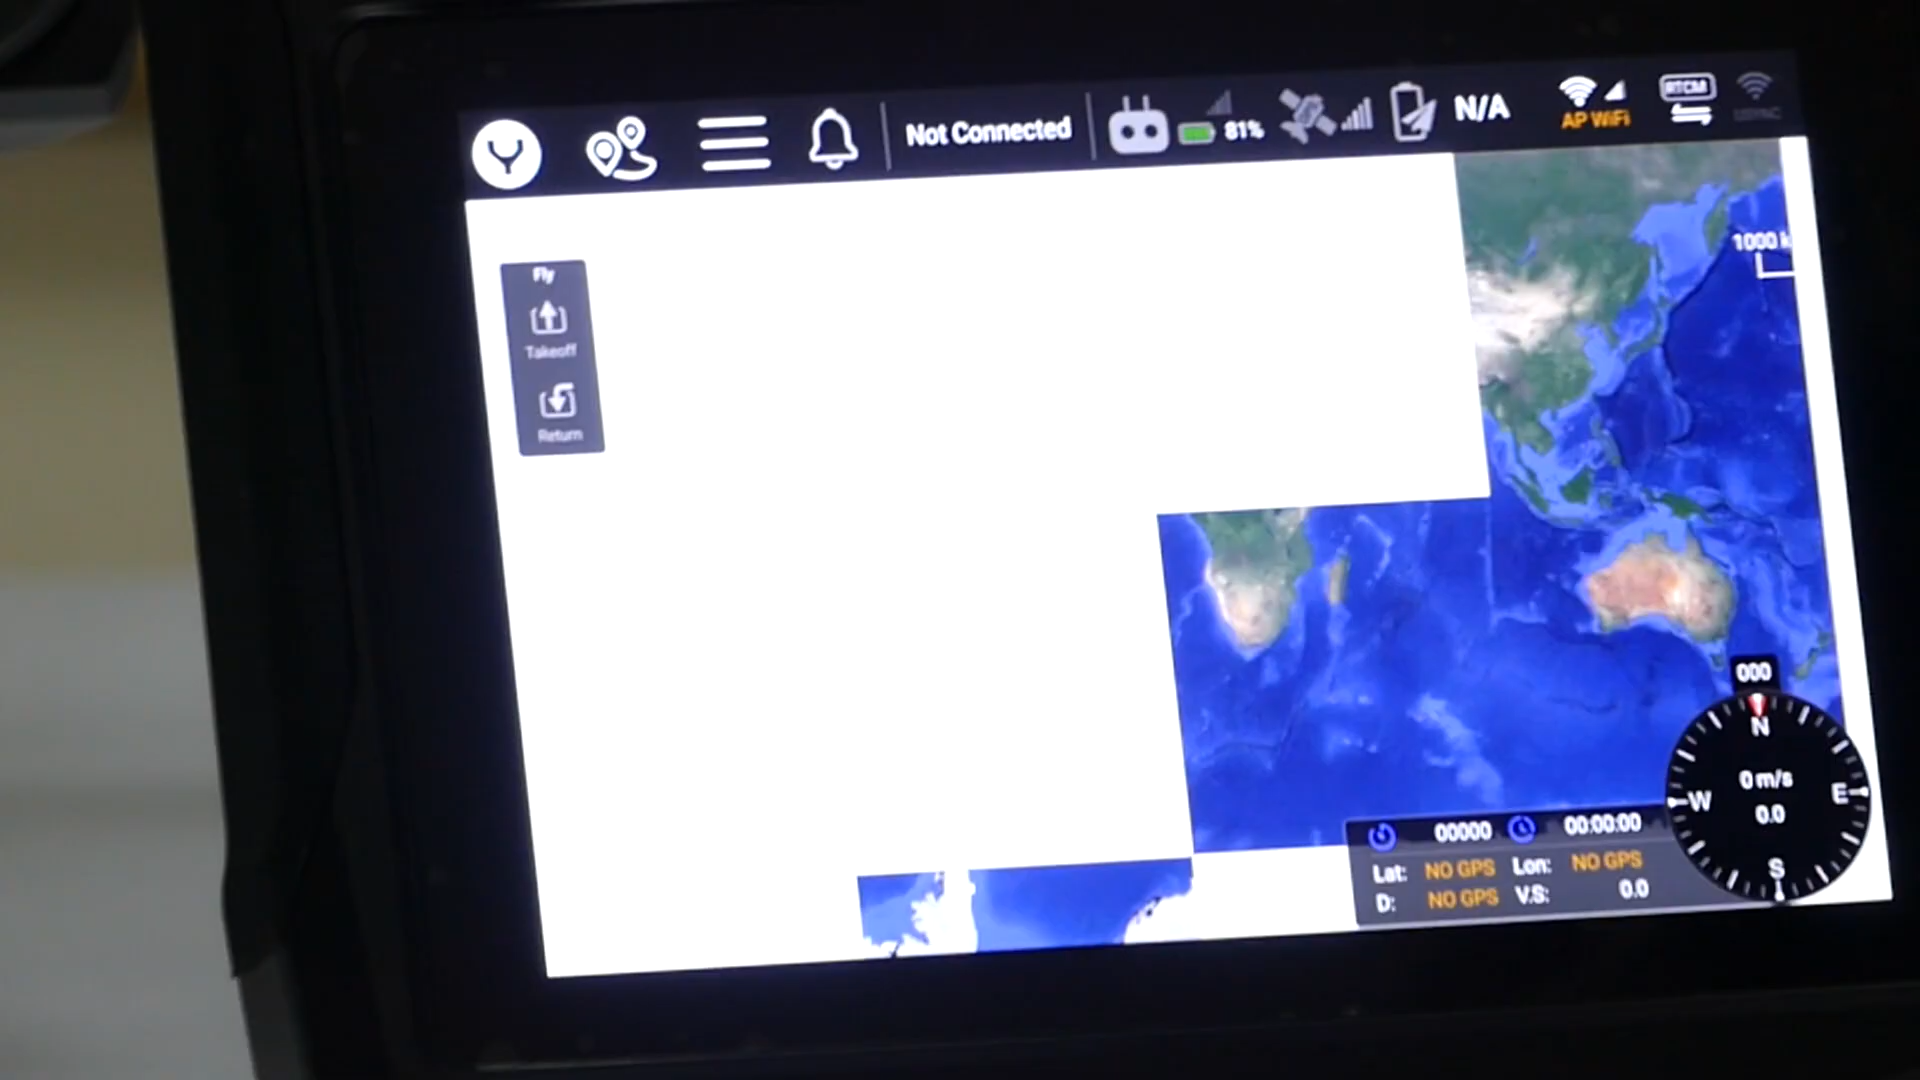 Not Connected
81%
N/A
AP WiFi
RTCM
Fly
Takeoff
Return
1000 k
000
N
W
E
S
0 m/s
0.0
00000
00:00:00
Lat: NO GPS Lon: NO GPS
D: NO GPS V.S: 0.0